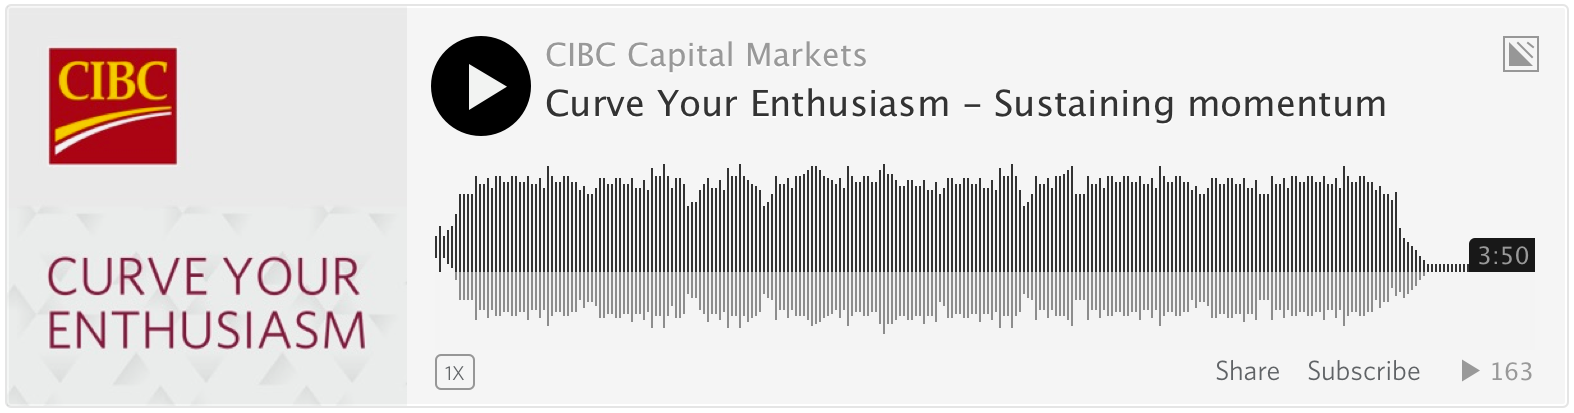 CIBC
CURVE YOUR
ENTHUSIASM
CIBC Capital Markets
Curve Your Enthusiasm – Sustaining momentum
3:50
1X
Share Subscribe 163